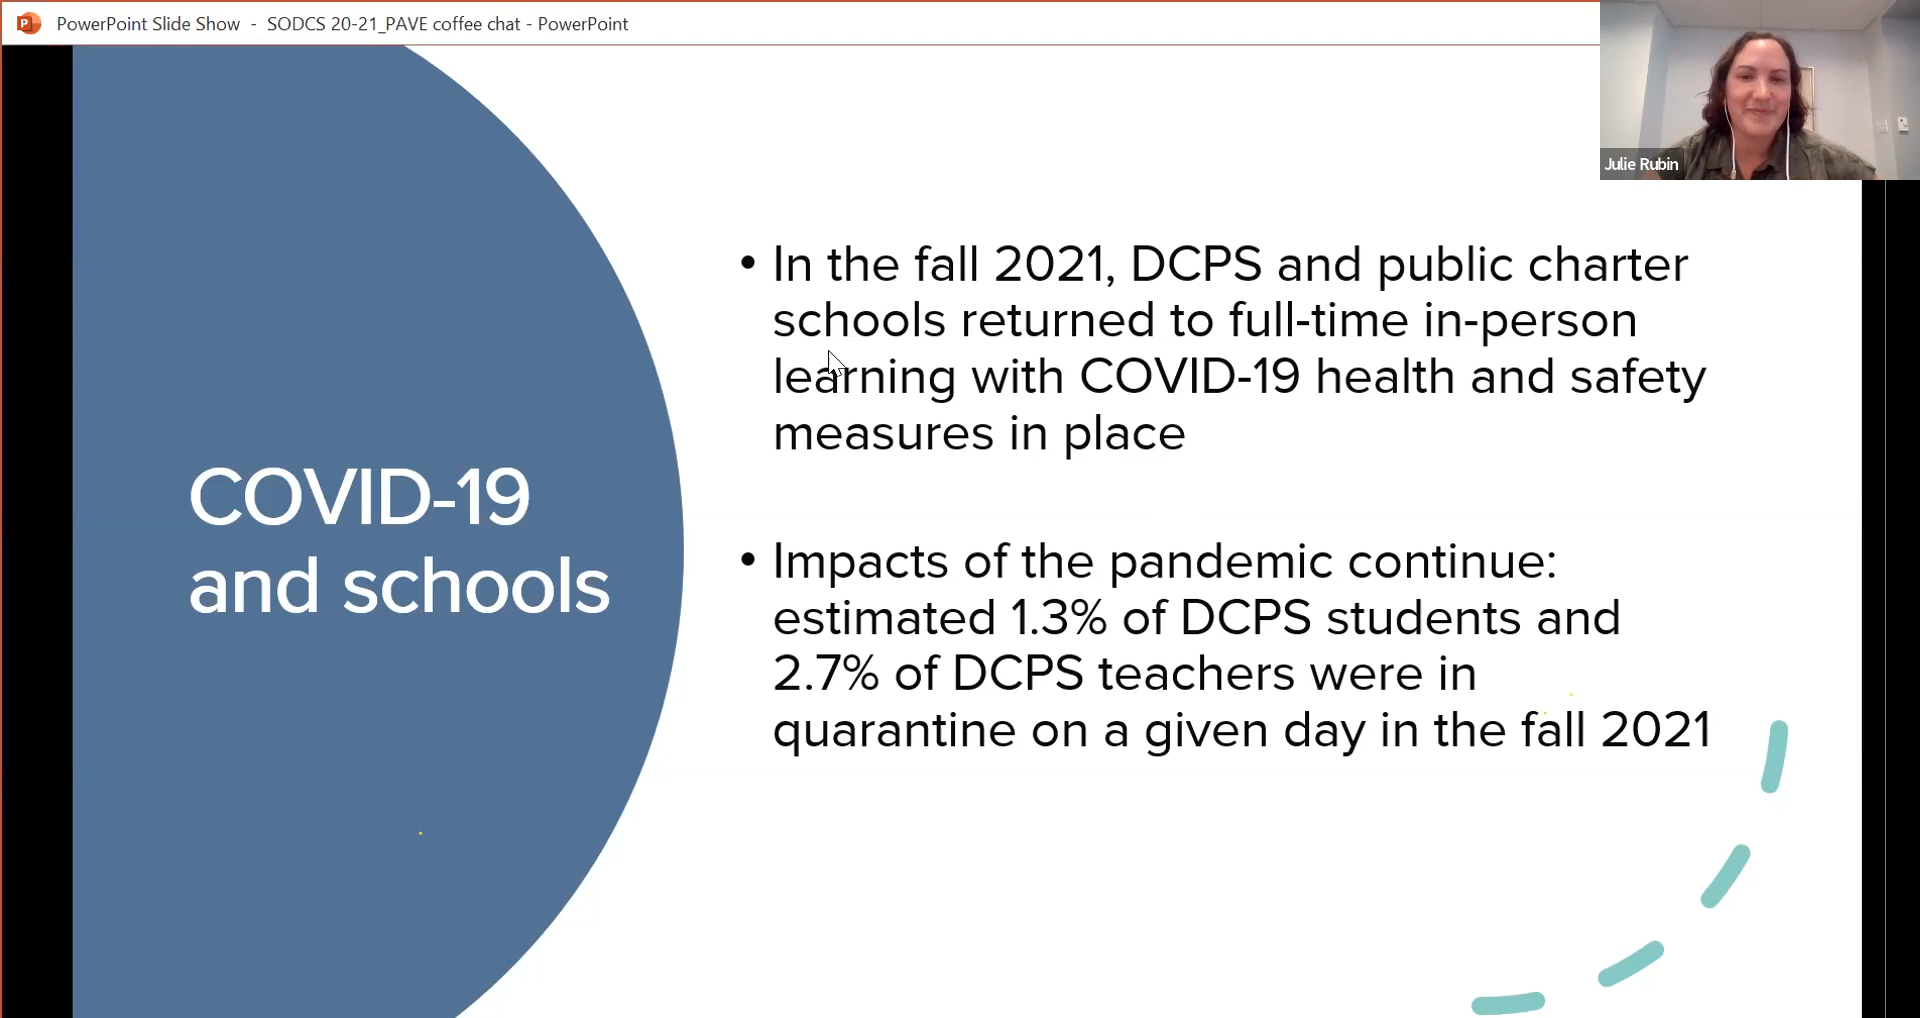 PowerPoint Slide Show - SODCS 20-21_PAVE coffee chat - PowerPoint
Julie Rubin
COVID-19
and schools
• In the fall 2021, DCPS and public charter
schools returned to full-time in-person
learning with COVID-19 health and safety
measures in place
• Impacts of the pandemic continue:
estimated 1.3% of DCPS students and
2.7% of DCPS teachers were in
quarantine on a given day in the fall 2021